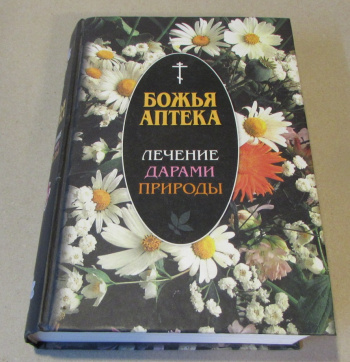 БОЖЬЯ
АПТЕКА
ЛЕЧЕНИЕ
ДАРАМИ
ПРИРОДЫ